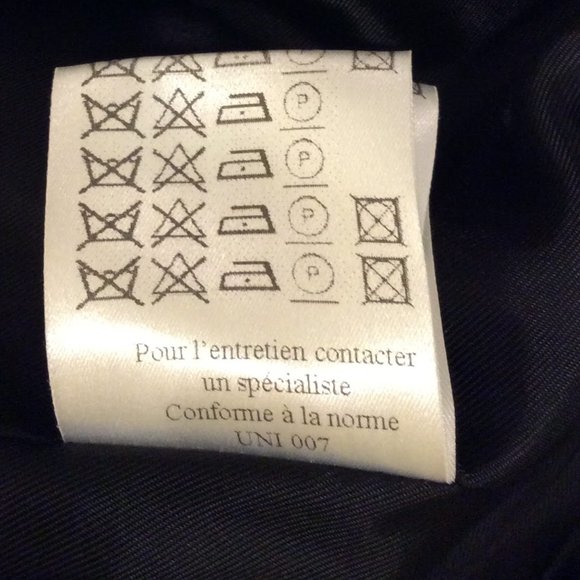 P
P
P
P
Pour l'entretien contacter
un spécialiste
Conforme à la norme
UNI 007